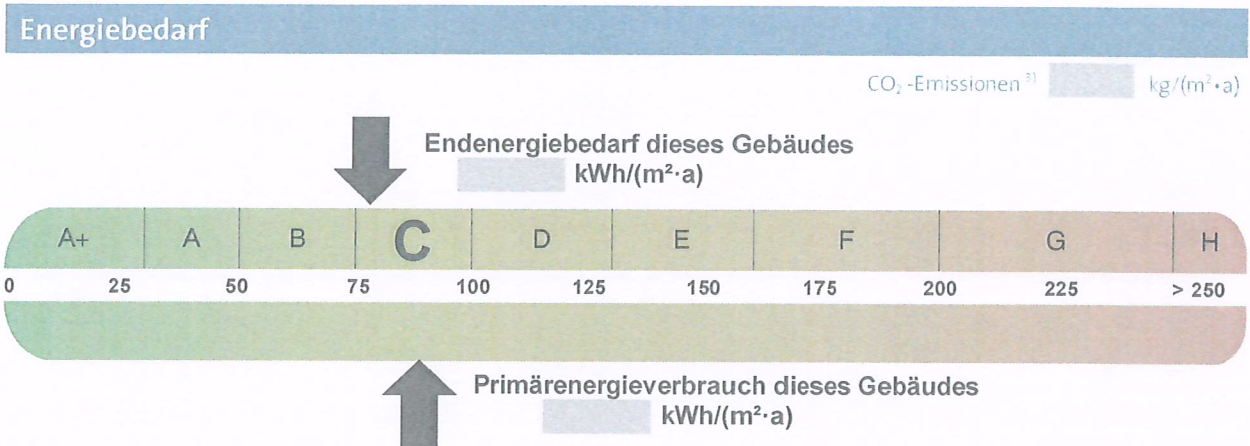 Energiebedarf
CO₂-Emissionen ³⁾ kg/(m²·a)
Endenergiebedarf dieses Gebäudes
kWh/(m²·a)
A+ A B C D E F G H
0 25 50 75 100 125 150 175 200 225 > 250
Primärenergieverbrauch dieses Gebäudes
kWh/(m²·a)